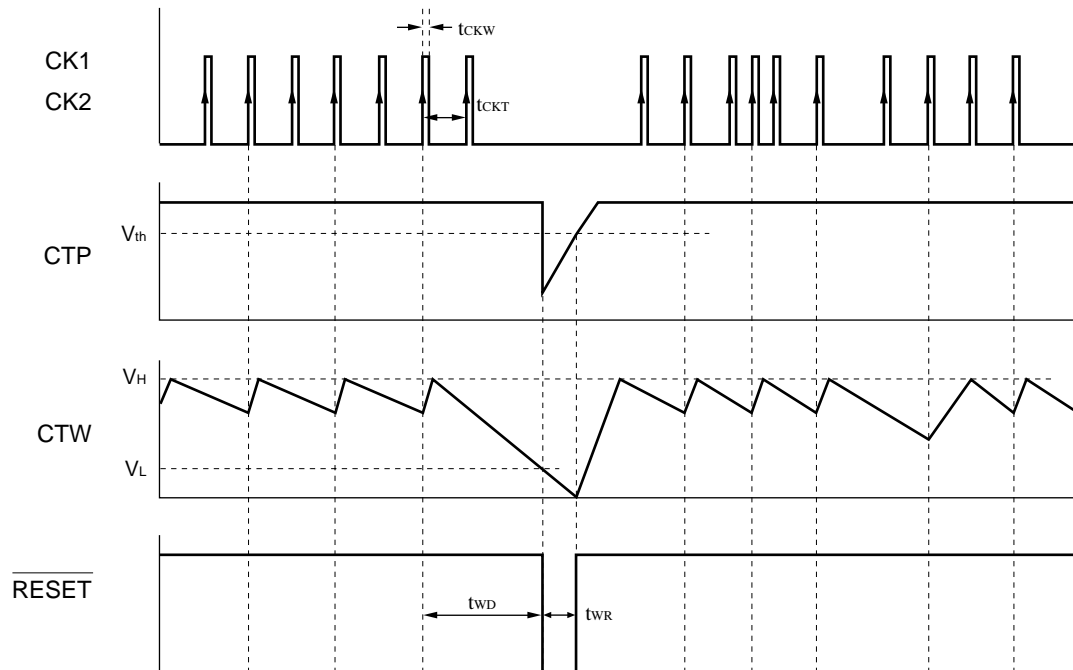 tCKW
CK1
CK2
tCKT
Vth
CTP
VH
CTW
VL
RESET
tWD
tWR